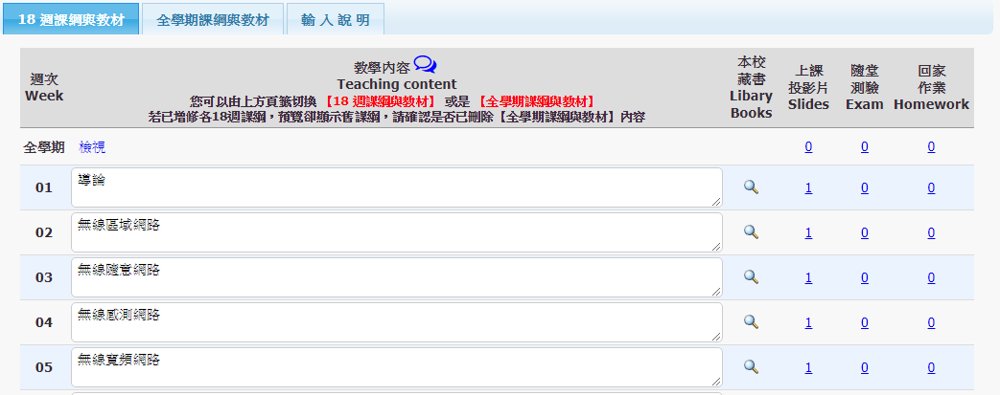 18 週課綱與教材 全學期課綱與教材 輸 入 說 明
週次
Week
教學內容
Teaching content
您可以由上方頁籤切換 【18 週課綱與教材】 或是 【全學期課綱與教材】
若已增修各18週課綱，預覽卻顯示舊課綱，請確認是否已刪除【全學期課綱與教材】內容
本校
藏書
Libary
Books
上課
投影片
Slides
隨堂
測驗
Exam
回家
作業
Homework
全學期 檢視 0 0 0
01 導論 1 0 0
02 無線區域網路 1 0 0
03 無線隨意網路 1 0 0
04 無線感測網路 1 0 0
05 無線寬頻網路 1 0 0